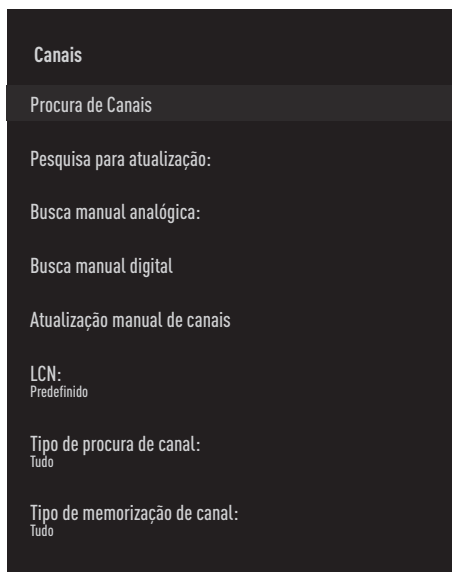 Canais
Procura de Canais
Pesquisa para atualização:
Busca manual analógica:
Busca manual digital
Atualização manual de canais
LCN:
Predefinido
Tipo de procura de canal:
Tudo
Tipo de memorização de canal:
Tudo